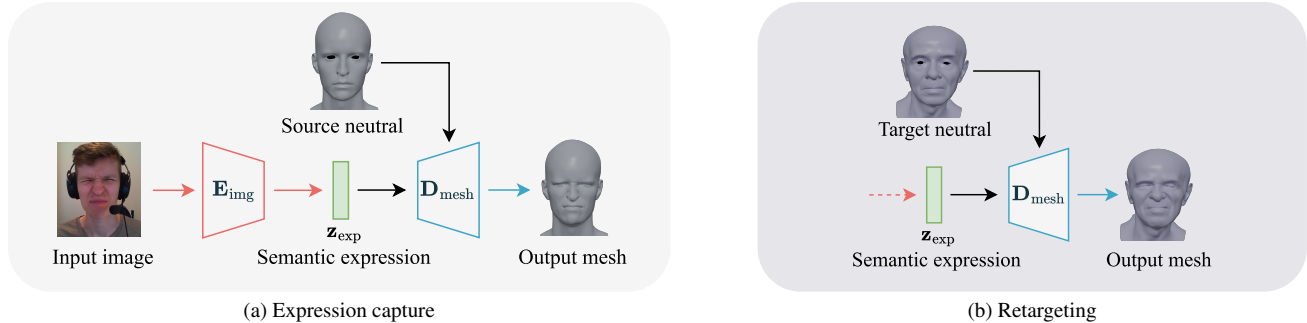 Source neutral
Input image
E_img
z_exp
Semantic expression
D_mesh
Output mesh
(a) Expression capture
Target neutral
z_exp
Semantic expression
D_mesh
Output mesh
(b) Retargeting